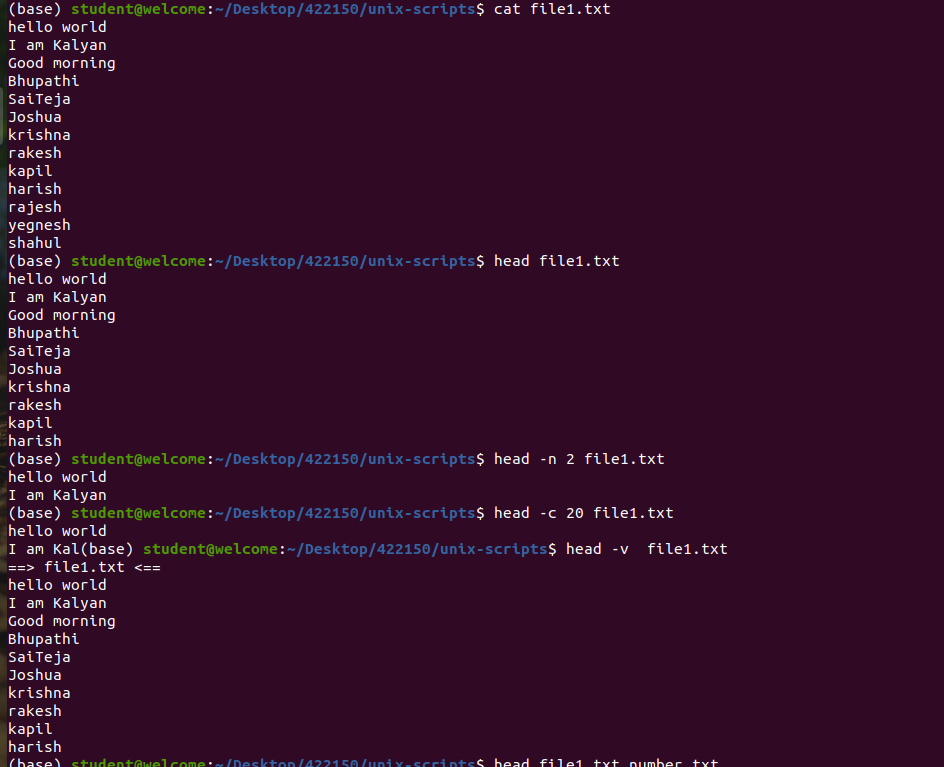 (base) student@welcome:~/Desktop/422150/unix-scripts$ cat file1.txt
hello world
I am Kalyan
Good morning
Bhupathi
SaiTeja
Joshua
krishna
rakesh
kapil
harish
rajesh
yegnesh
shahul
(base) student@welcome:~/Desktop/422150/unix-scripts$ head file1.txt
hello world
I am Kalyan
Good morning
Bhupathi
SaiTeja
Joshua
krishna
rakesh
kapil
harish
(base) student@welcome:~/Desktop/422150/unix-scripts$ head -n 2 file1.txt
hello world
I am Kalyan
(base) student@welcome:~/Desktop/422150/unix-scripts$ head -c 20 file1.txt
hello world
I am Kal(base) student@welcome:~/Desktop/422150/unix-scripts$ head -v  file1.txt
==> file1.txt <==
hello world
I am Kalyan
Good morning
Bhupathi
SaiTeja
Joshua
krishna
rakesh
kapil
harish
(base) student@welcome:~/Desktop/422150/unix-scripts$ head file1.txt number.txt